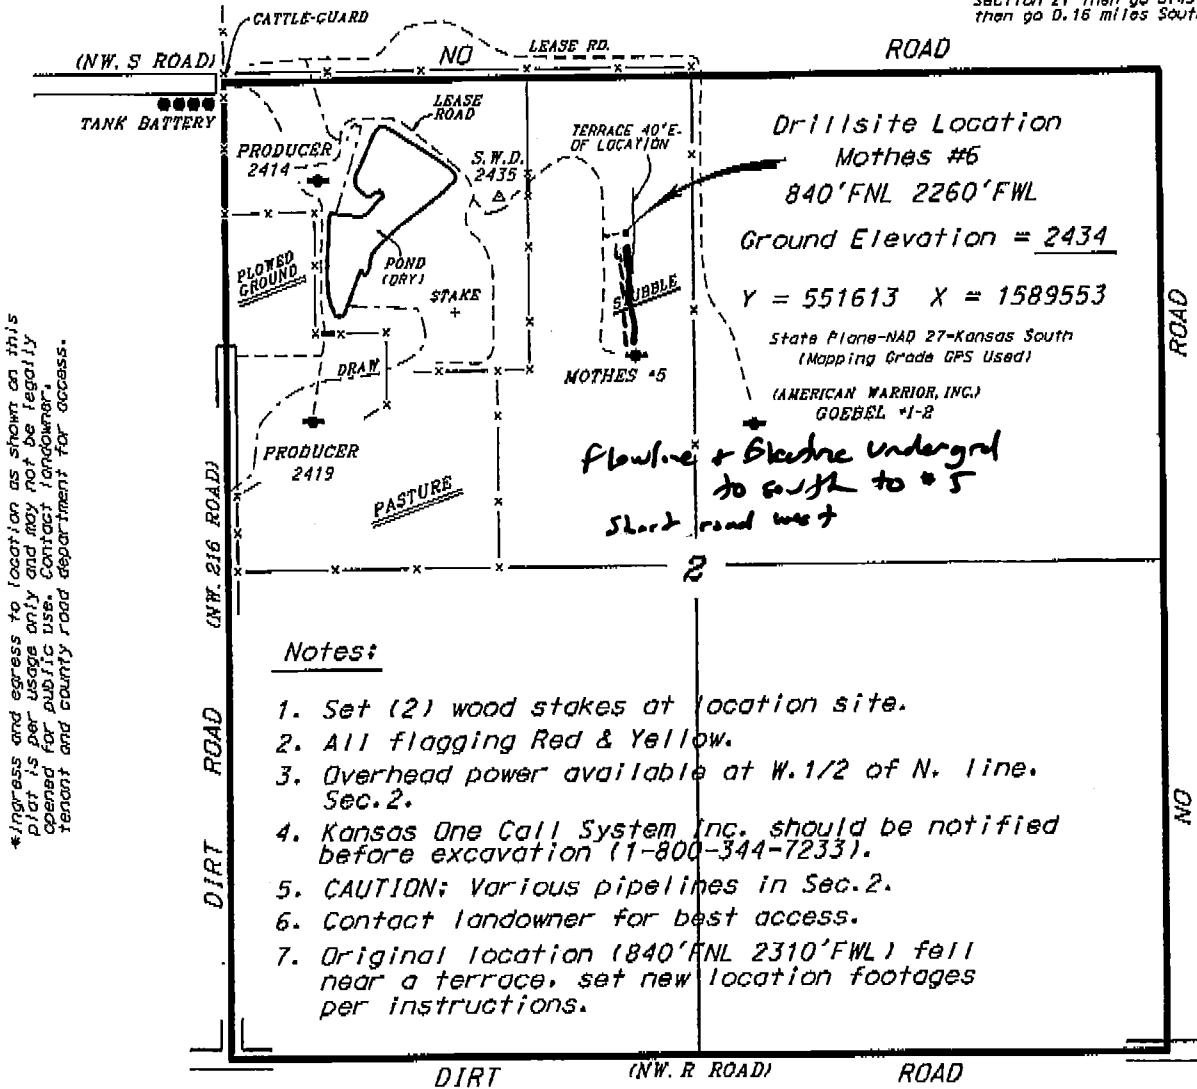 Section 2, then go 0.45
then go 0.16 miles South
CATTLE-GUARD
(NW. S ROAD)
NO
LEASE RD.
ROAD
TANK BATTERY
LEASE
ROAD
PRODUCER
2414
S.W.D.
2435
TERRACE 40'E-
OF LOCATION
Drillsite Location
Mothes #6
840'FNL 2260'FWL
Ground Elevation = 2434
Y = 551613 X = 1589553
State Plane-NAD 27-Kansas South
(Mapping Grade GPS Used)
PLOWED
GROUND
POND
(DRY)
STAKE
STUBBLE
DRAW
MOTHES #5
(AMERICAN WARRIOR, INC.)
GOEBEL #1-2
PRODUCER
2419
PASTURE
Flowline + Electric Undergrd
to south to #5
Short road west
ROAD
*Ingress and egress to location as shown on this
plat is per usage only and may not be legally
opened for public use. Contact landowner,
tenant and county road department for access.
(NW. 216 ROAD)
2
Notes:
1. Set (2) wood stakes at location site.
2. All flagging Red & Yellow.
3. Overhead power available at W.1/2 of N. line.
Sec.2.
4. Kansas One Call System Inc. should be notified
before excavation (1-800-344-7233).
5. CAUTION: Various pipelines in Sec.2.
6. Contact landowner for best access.
7. Original location (840'FNL 2310'FWL) fell
near a terrace, set new location footages
per instructions.
ROAD
DIRT
NO
DIRT
(NW. R ROAD)
ROAD